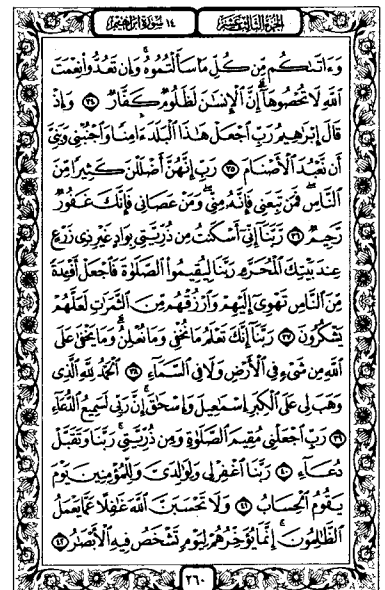 الجزء الثالث عشر
١٤ سورة ابراهيم
وَءَاتَىٰكُم مِّن كُلِّ مَا سَأَلْتُمُوهُ ۚ وَإِن تَعُدُّوا۟ نِعْمَتَ
ٱللَّهِ لَا تُحْصُوهَآ ۗ إِنَّ ٱلْإِنسَٰنَ لَظَلُومٌ كَفَّارٌ ٣٤ وَإِذْ
قَالَ إِبْرَٰهِيمُ رَبِّ ٱجْعَلْ هَٰذَا ٱلْبَلَدَ ءَامِنًا وَٱجْنُبْنِى وَبَنِىَّ
أَن نَّعْبُدَ ٱلْأَصْنَامَ ٣٥ رَبِّ إِنَّهُنَّ أَضْلَلْنَ كَثِيرًا مِّنَ
ٱلنَّاسِ ۖ فَمَن تَبِعَنِى فَإِنَّهُۥ مِنِّى ۖ وَمَنْ عَصَانِى فَإِنَّكَ غَفُورٌ
رَّحِيمٌ ٣٦ رَّبَّنَآ إِنِّىٓ أَسْكَنتُ مِن ذُرِّيَّتِى بِوَادٍ غَيْرِ ذِى زَرْعٍ
عِندَ بَيْتِكَ ٱلْمُحَرَّمِ رَبَّنَا لِيُقِيمُوا۟ ٱلصَّلَوٰةَ فَٱجْعَلْ أَفْـِٔدَةً
مِّنَ ٱلنَّاسِ تَهْوِىٓ إِلَيْهِمْ وَٱرْزُقْهُم مِّنَ ٱلثَّمَرَٰتِ لَعَلَّهُمْ
يَشْكُرُونَ ٣٧ رَبَّنَآ إِنَّكَ تَعْلَمُ مَا نُخْفِى وَمَا نُعْلِنُ ۗ وَمَا يَخْفَىٰ عَلَى
ٱللَّهِ مِن شَىْءٍ فِى ٱلْأَرْضِ وَلَا فِى ٱلسَّمَآءِ ٣٨ ٱلْحَمْدُ لِلَّهِ ٱلَّذِى
وَهَبَ لِى عَلَى ٱلْكِبَرِ إِسْمَٰعِيلَ وَإِسْحَٰقَ ۚ إِنَّ رَبِّى لَسَمِيعُ ٱلدُّعَآءِ
٣٩ رَبِّ ٱجْعَلْنِى مُقِيمَ ٱلصَّلَوٰةِ وَمِن ذُرِّيَّتِى ۚ رَبَّنَا وَتَقَبَّلْ
دُعَآءِ ٤٠ رَبَّنَا ٱغْفِرْ لِى وَلِوَٰلِدَىَّ وَلِلْمُؤْمِنِينَ يَوْمَ
يَقُومُ ٱلْحِسَابُ ٤١ وَلَا تَحْسَبَنَّ ٱللَّهَ غَٰفِلًا عَمَّا يَعْمَلُ
ٱلظَّٰلِمُونَ ۚ إِنَّمَا يُؤَخِّرُهُمْ لِيَوْمٍ تَشْخَصُ فِيهِ ٱلْأَبْصَٰرُ ٤٢
٢٦٠